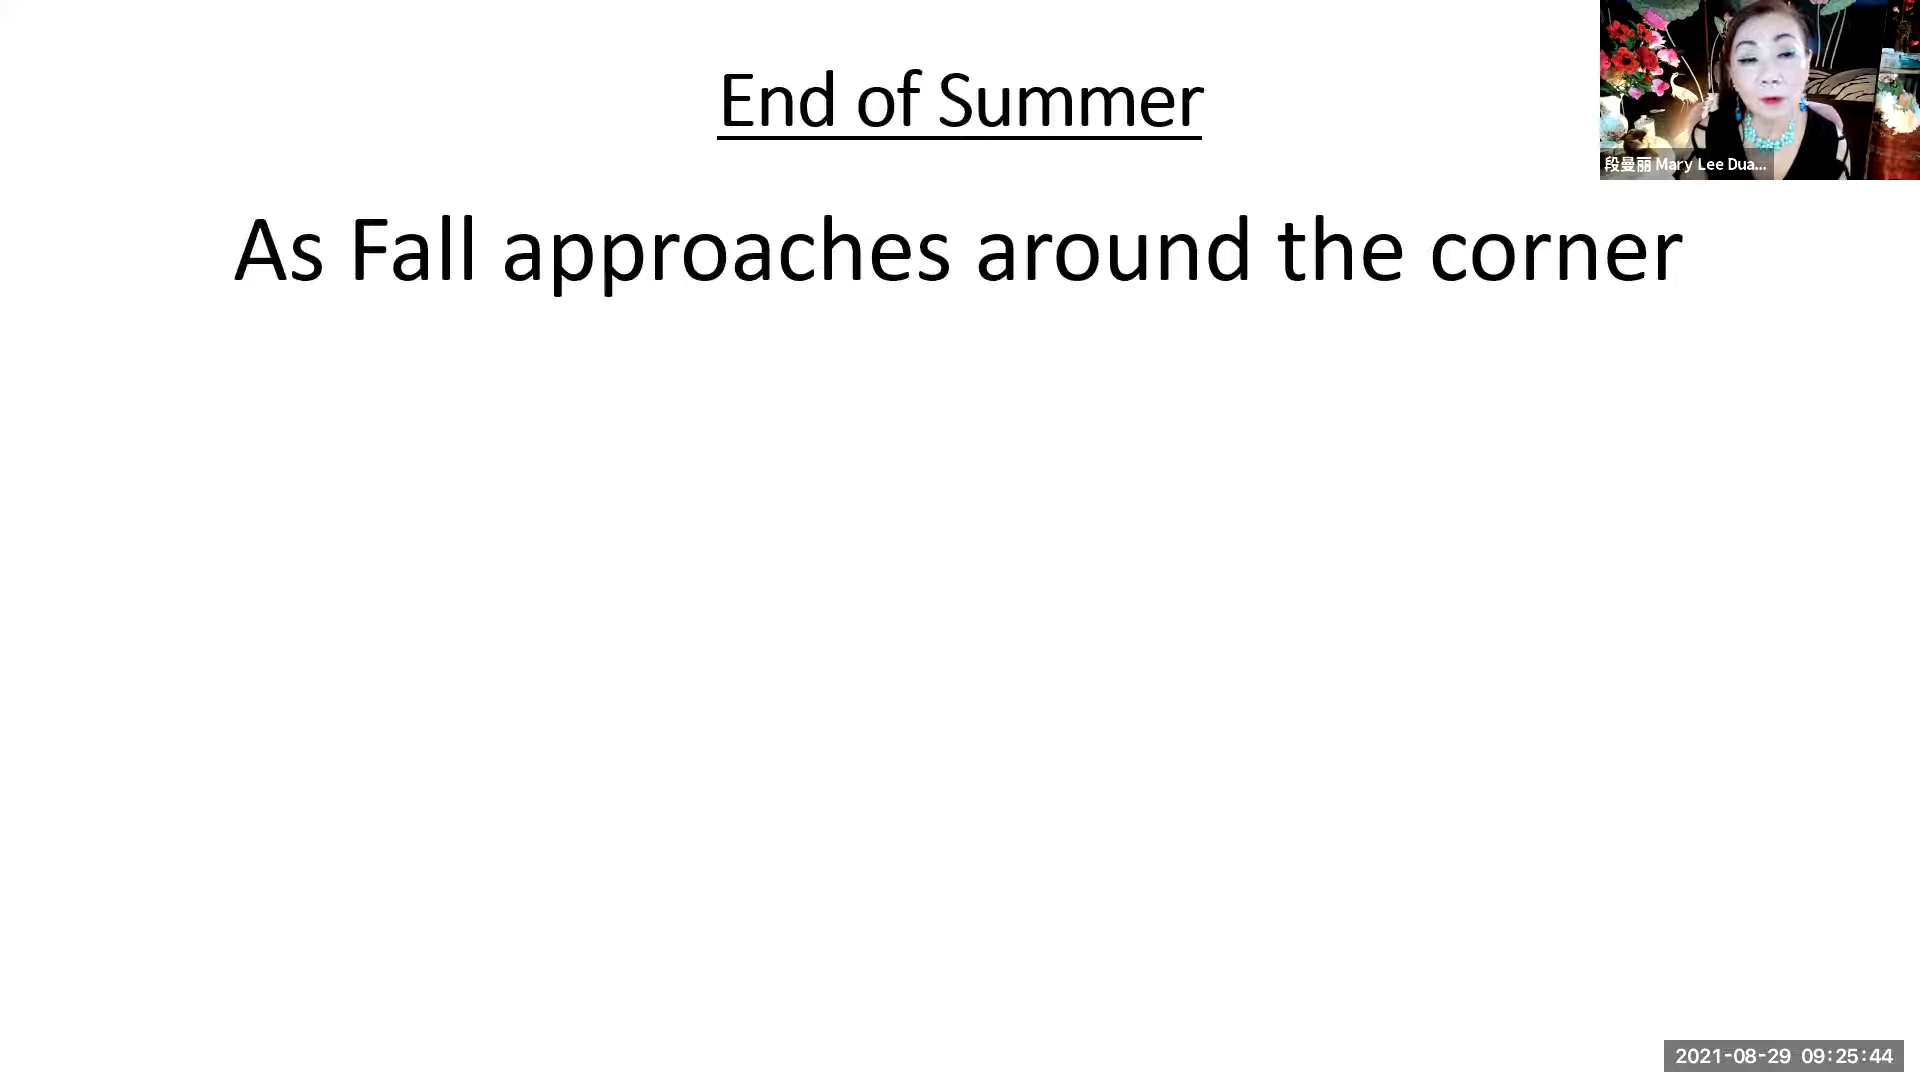 End of Summer
As Fall approaches around the corner
段曼丽 Mary Lee Dua...
2021-08-29 09:25:44